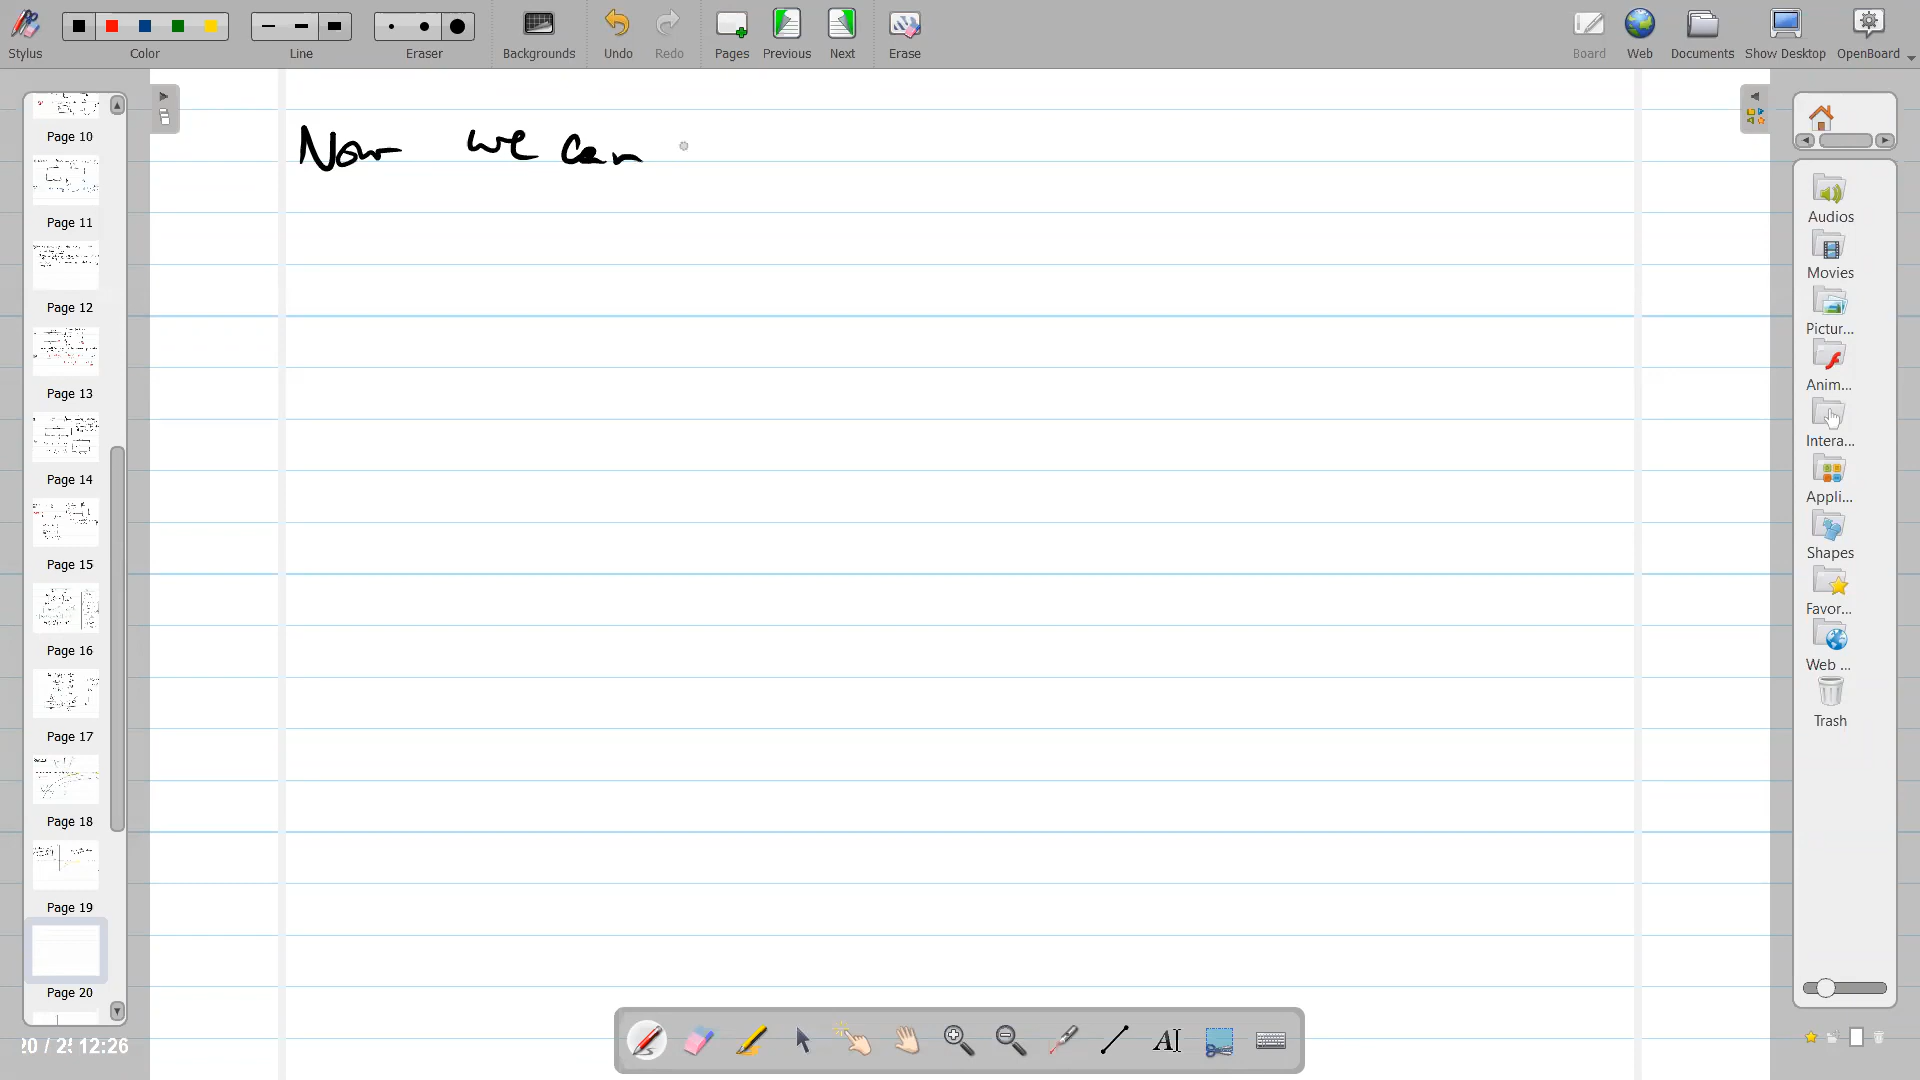 Stylus
Color
Line
Eraser
Backgrounds
Undo
Redo
Pages
Previous
Next
Erase
Board
Web
Documents
Show Desktop
OpenBoard
Now we can
Page 10
Page 11
Page 12
Page 13
Page 14
Page 15
Page 16
Page 17
Page 18
Page 19
Page 20
12:26
Audios
Movies
Pictur...
Anim...
Intera...
Appli...
Shapes
Favor...
Web ...
Trash